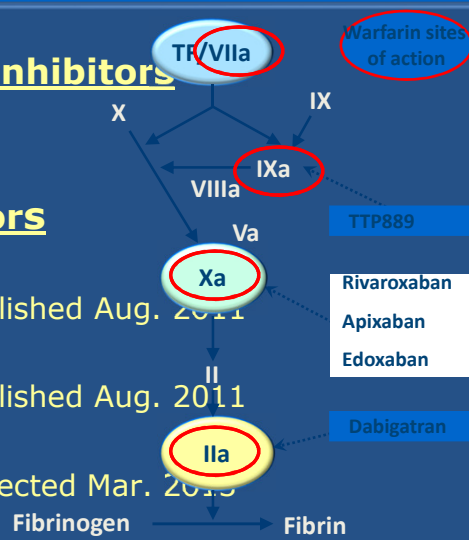 nhibitors
TF/VIIa
Warfarin sites
of action
X
IX
IXa
VIIIa
ors
TTP889
Va
Xa
Rivaroxaban
Apixaban
Edoxaban
lished Aug. 2011
II
lished Aug. 2011
Dabigatran
IIa
ected Mar. 2013
Fibrinogen
Fibrin